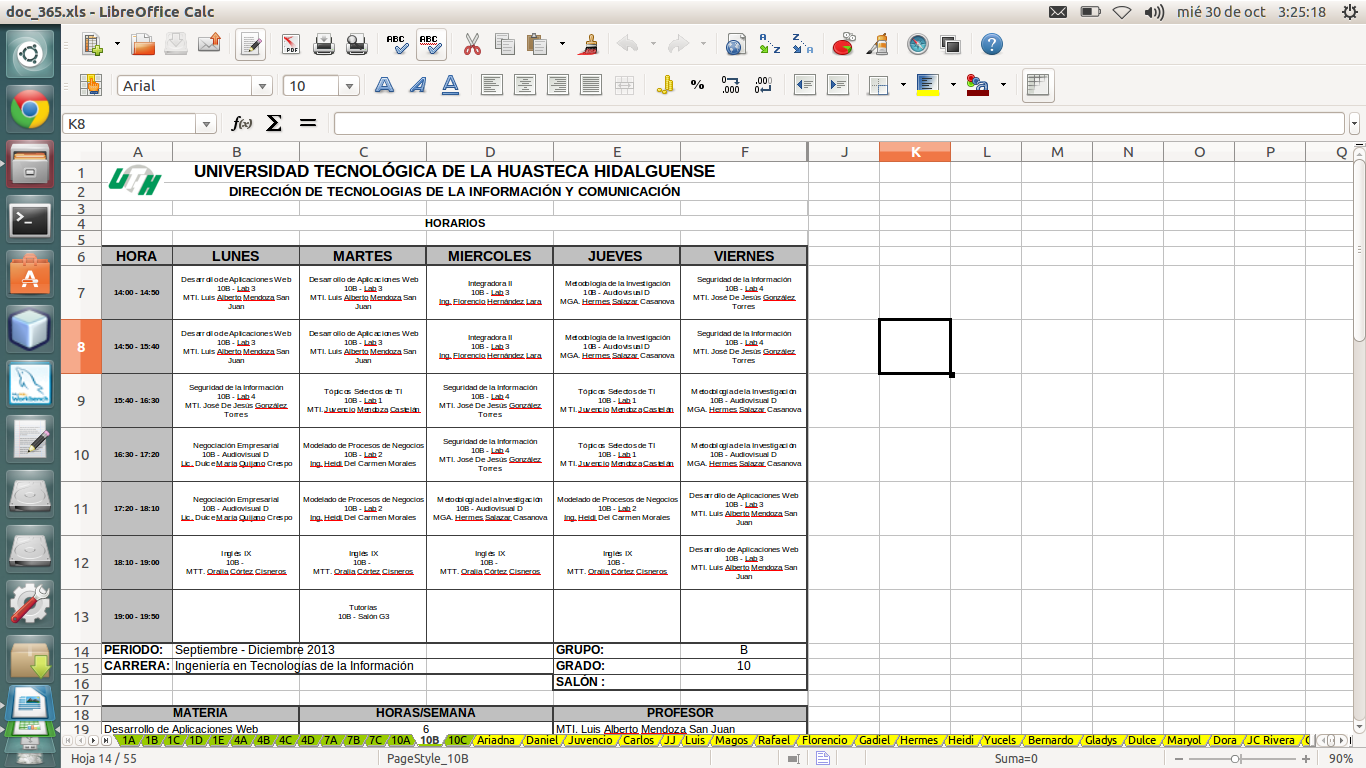 doc_365.xls - LibreOffice Calc
mié 30 de oct 3:25:18
Arial 10
K8
A B C D E F J K L M N O P Q
1 UTH UNIVERSIDAD TECNOLÓGICA DE LA HUASTECA HIDALGUENSE
2 DIRECCIÓN DE TECNOLOGIAS DE LA INFORMACIÓN Y COMUNICACIÓN
3
4 HORARIOS
5
6 HORA LUNES MARTES MIERCOLES JUEVES VIERNES
7 14:00 - 14:50
Desarrollo de Aplicaciones Web
10B - Lab 3
MTI. Luis Alberto Mendoza San
Juan
Desarrollo de Aplicaciones Web
10B - Lab 3
MTI. Luis Alberto Mendoza San
Juan
Integradora II
10B - Lab 3
Ing. Florencio Hernández Lara
Metodología de la Investigación
10B - Audiovisual D
MGA. Hermes Salazar Casanova
Seguridad de la Información
10B - Lab 4
MTI. José De Jesús González
Torres
8 14:50 - 15:40
Desarrollo de Aplicaciones Web
10B - Lab 3
MTI. Luis Alberto Mendoza San
Juan
Desarrollo de Aplicaciones Web
10B - Lab 3
MTI. Luis Alberto Mendoza San
Juan
Integradora II
10B - Lab 3
Ing. Florencio Hernández Lara
Metodología de la Investigación
10B - Audiovisual D
MGA. Hermes Salazar Casanova
Seguridad de la Información
10B - Lab 4
MTI. José De Jesús González
Torres
9 15:40 - 16:30
Seguridad de la Información
10B - Lab 4
MTI. José De Jesús González
Torres
Tópicos Selectos de TI
10B - Lab 1
MTI. Juvencio Mendoza Castelán
Seguridad de la Información
10B - Lab 4
MTI. José De Jesús González
Torres
Tópicos Selectos de TI
10B - Lab 1
MTI. Juvencio Mendoza Castelán
Metodología de la Investigación
10B - Audiovisual D
MGA. Hermes Salazar Casanova
10 16:30 - 17:20
Negociación Empresarial
10B - Audiovisual D
Lic. Dulce María Quijano Crespo
Modelado de Procesos de Negocios
10B - Lab 2
Ing. Heidi Del Carmen Morales
Seguridad de la Información
10B - Lab 4
MTI. José De Jesús González
Torres
Tópicos Selectos de TI
10B - Lab 1
MTI. Juvencio Mendoza Castelán
Metodología de la Investigación
10B - Audiovisual D
MGA. Hermes Salazar Casanova
11 17:20 - 18:10
Negociación Empresarial
10B - Audiovisual D
Lic. Dulce María Quijano Crespo
Modelado de Procesos de Negocios
10B - Lab 2
Ing. Heidi Del Carmen Morales
Metodología de la Investigación
10B - Audiovisual D
MGA. Hermes Salazar Casanova
Modelado de Procesos de Negocios
10B - Lab 2
Ing. Heidi Del Carmen Morales
Desarrollo de Aplicaciones Web
10B - Lab 3
MTI. Luis Alberto Mendoza San
Juan
12 18:10 - 19:00
Inglés IX
10B -
MTT. Oralia Córtez Cisneros
Inglés IX
10B -
MTT. Oralia Córtez Cisneros
Inglés IX
10B -
MTT. Oralia Córtez Cisneros
Inglés IX
10B -
MTT. Oralia Córtez Cisneros
Desarrollo de Aplicaciones Web
10B - Lab 3
MTI. Luis Alberto Mendoza San
Juan
13 19:00 - 19:50
Tutorías
10B - Salón G3
14 PERIODO: Septiembre - Diciembre 2013 GRUPO: B
15 CARRERA: Ingeniería en Tecnologías de la Información GRADO: 10
16 SALÓN :
17
18 MATERIA HORAS/SEMANA PROFESOR
19 Desarrollo de Aplicaciones Web 6 MTI. Luis Alberto Mendoza San Juan
1A 1B 1C 1D 1E 4A 4B 4C 4D 7A 7B 7C 10A 10B 10C Ariadna Daniel Juvencio Carlos JJ Luis Magos Rafael Florencio Gadiel Hermes Heidi Yucels Bernardo Gladys Dulce Maryol Dora JC Rivera
Hoja 14 / 55 PageStyle_10B Suma=0 90%